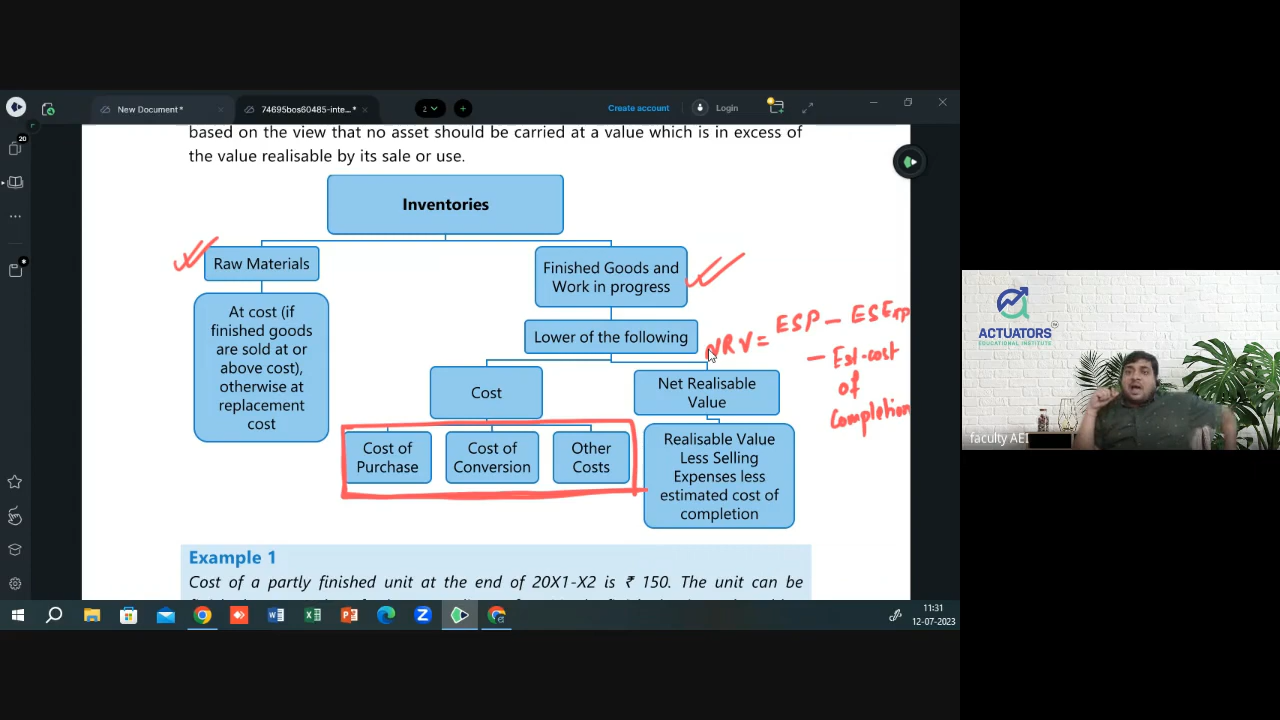 New Document*
74695bos60485-inte...*
2
Create account
Login
20
based on the view that no asset should be carried at a value which is in excess of
the value realisable by its sale or use.
Inventories
Raw Materials
At cost (if
finished goods
are sold at or
above cost),
otherwise at
replacement
cost
Finished Goods and
Work in progress
Lower of the following
NRV = ESP - ESExp
- Est-cost
of
Completion
Cost
Net Realisable
Value
Cost of
Purchase
Cost of
Conversion
Other
Costs
Realisable Value
Less Selling
Expenses less
estimated cost of
completion
Example 1
Cost of a partly finished unit at the end of 20X1-X2 is ₹ 150. The unit can be
11:31
12-07-2023
ACTUATORS
EDUCATIONAL INSTITUTE
faculty AEI